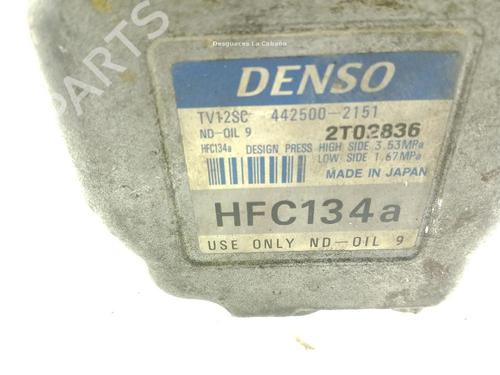 Desguaces La Cabaña
DENSO
TV12SC 442500-2151
ND-OIL 9 2T02836
HFC134a DESIGN PRESS HIGH SIDE 3.53MPa
LOW SIDE 1.67MPa
MADE IN JAPAN
HFC134a
USE ONLY ND-OIL 9